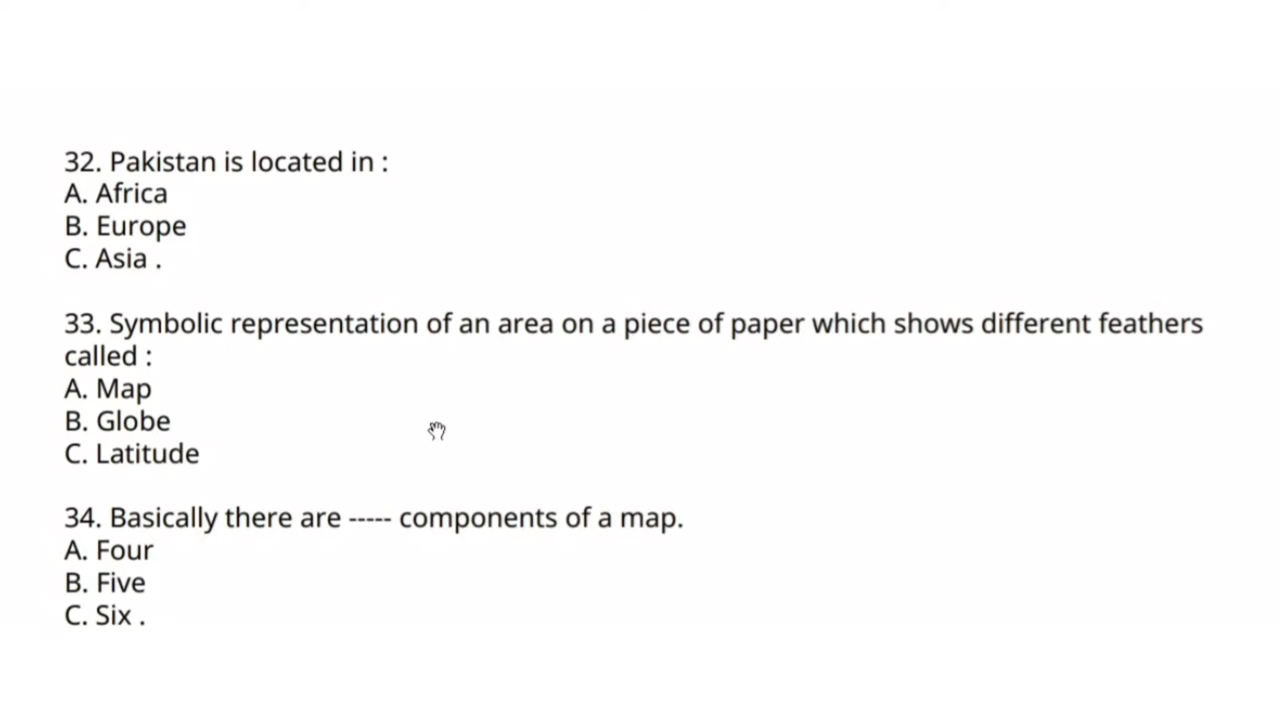 32. Pakistan is located in :
A. Africa
B. Europe
C. Asia .
33. Symbolic representation of an area on a piece of paper which shows different feathers
called :
A. Map
B. Globe
C. Latitude
34. Basically there are ----- components of a map.
A. Four
B. Five
C. Six .